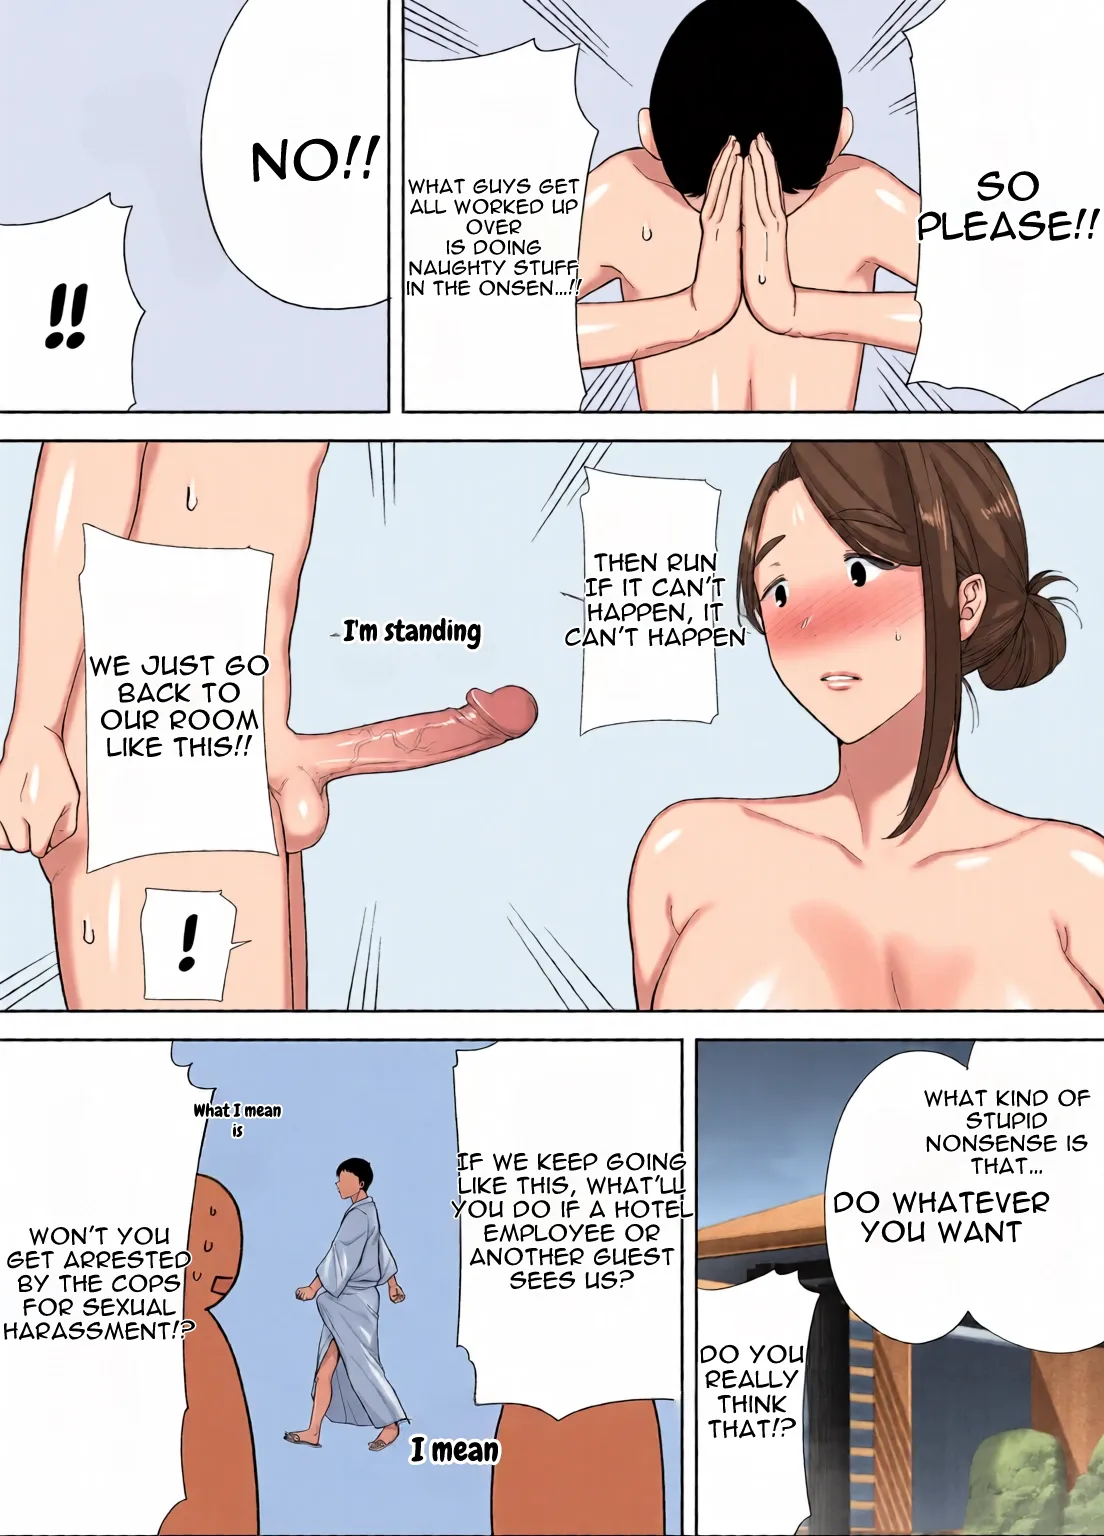 SO
PLEASE!!
WHAT GUYS GET
ALL WORKED UP
OVER
IS DOING
NAUGHTY STUFF
IN THE ONSEN...!!
NO!!
!!
THEN RUN
IF IT CAN'T
HAPPEN, IT
CAN'T HAPPEN
I'm standing
WE JUST GO
BACK TO
OUR ROOM
LIKE THIS!!
!
WHAT KIND OF
STUPID
NONSENSE IS
THAT...
DO WHATEVER
YOU WANT
DO YOU
REALLY
THINK
THAT!?
IF WE KEEP GOING
LIKE THIS, WHAT'LL
YOU DO IF A HOTEL
EMPLOYEE OR
ANOTHER GUEST
SEES US?
I mean
What I mean
is
WON'T YOU
GET ARRESTED
BY THE COPS
FOR SEXUAL
HARASSMENT!?